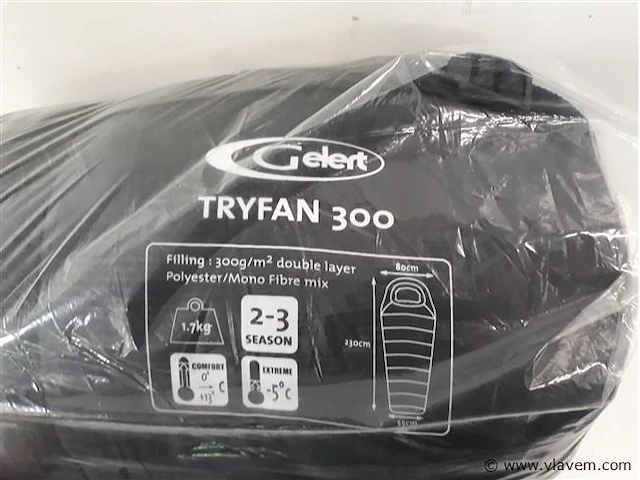 Gelert
TRYFAN 300
Filling : 300g/m² double layer
Polyester/Mono Fibre mix
80cm
1.7kg
2-3
SEASON
230cm
COMFORT
0°
→ C
+13°
EXTREME
-5°C
55cm
© www.vlavem.com